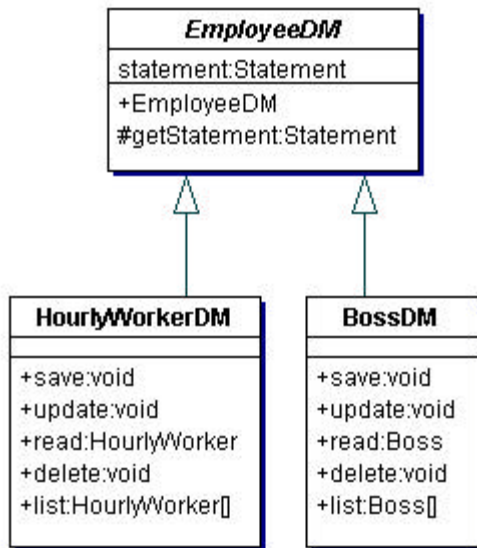 EmployeeDM
statement:Statement
+EmployeeDM
#getStatement:Statement
HourlyWorkerDM
+save:void
+update:void
+read:HourlyWorker
+delete:void
+list:HourlyWorker[]
BossDM
+save:void
+update:void
+read:Boss
+delete:void
+list:Boss[]